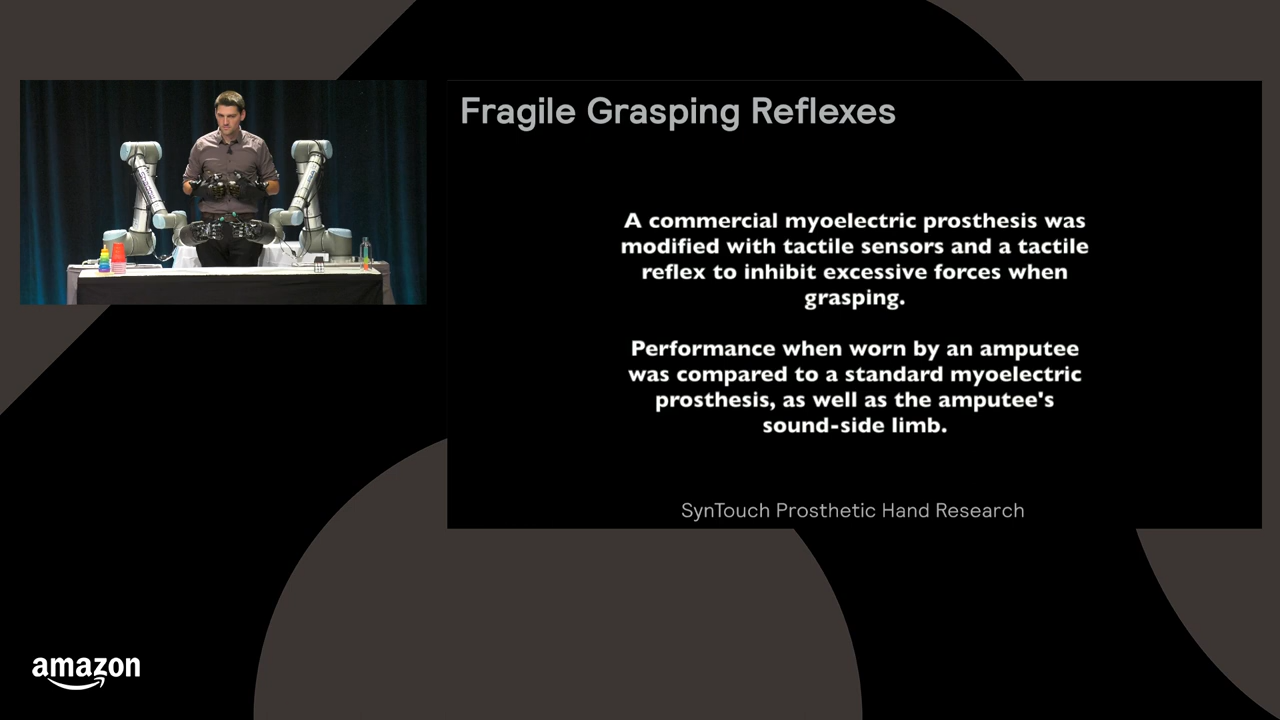 Fragile Grasping Reflexes
A commercial myoelectric prosthesis was
modified with tactile sensors and a tactile
reflex to inhibit excessive forces when
grasping.
Performance when worn by an amputee
was compared to a standard myoelectric
prosthesis, as well as the amputee's
sound-side limb.
SynTouch Prosthetic Hand Research
amazon